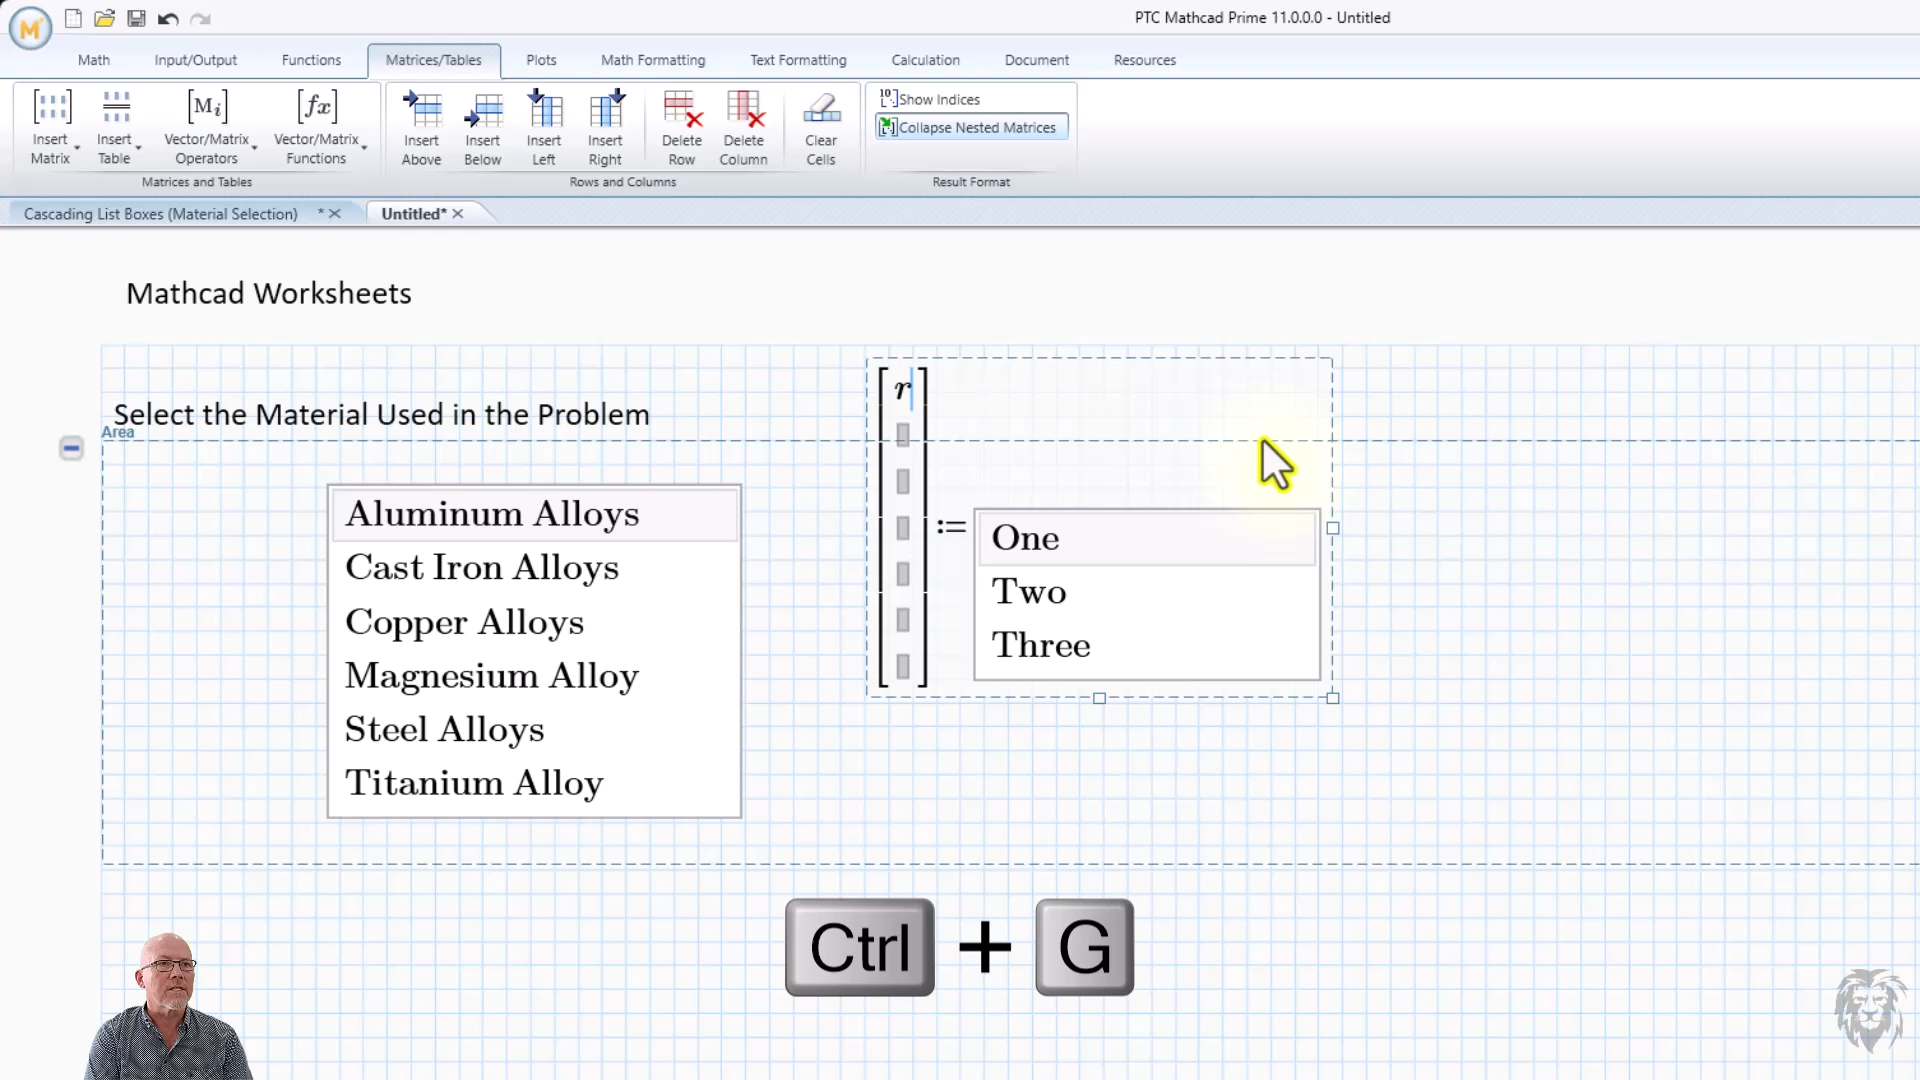 PTC Mathcad Prime 11.0.0.0 - Untitled
Math
Input/Output
Functions
Matrices/Tables
Plots
Math Formatting
Text Formatting
Calculation
Document
Resources
Insert Matrix
Insert Table
Vector/Matrix Operators
Vector/Matrix Functions
Insert Above
Insert Below
Insert Left
Insert Right
Delete Row
Delete Column
Clear Cells
Show Indices
Collapse Nested Matrices
Matrices and Tables
Rows and Columns
Result Format
Cascading List Boxes (Material Selection) *
Untitled*
Mathcad Worksheets
Select the Material Used in the Problem
Area
Aluminum Alloys
Cast Iron Alloys
Copper Alloys
Magnesium Alloy
Steel Alloys
Titanium Alloy
r
:=
One
Two
Three
Ctrl + G